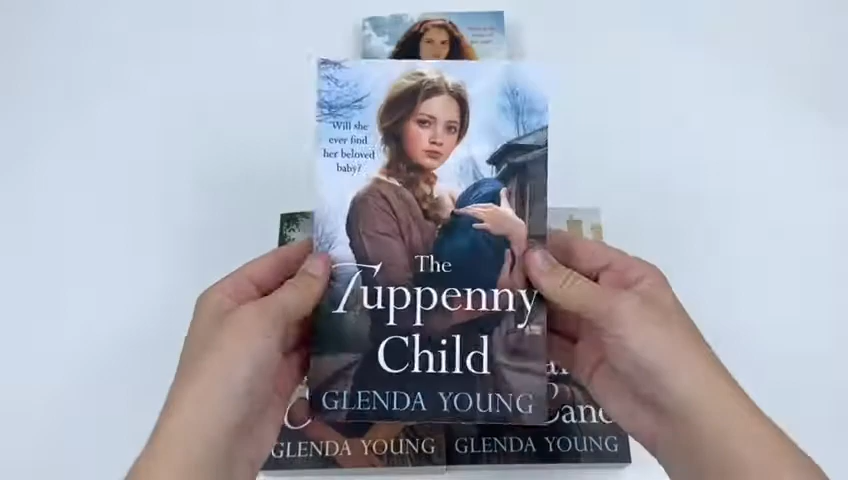 Will she
ever find
her beloved
baby?
The
Tuppenny
Child
GLENDA YOUNG
GLENDA YOUNG
GLENDA YOUNG